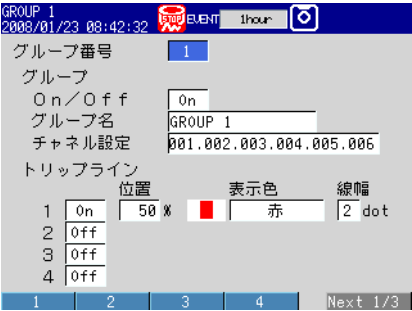 GROUP 1
2008/01/23 08:42:32 STOP EVENT 1hour
グループ番号 1
グループ
On/Off On
グループ名 GROUP 1
チャネル設定 001.002.003.004.005.006
トリップライン
位置 表示色 線幅
1 On 50 % 赤 2 dot
2 Off
3 Off
4 Off
1 2 3 4 Next 1/3